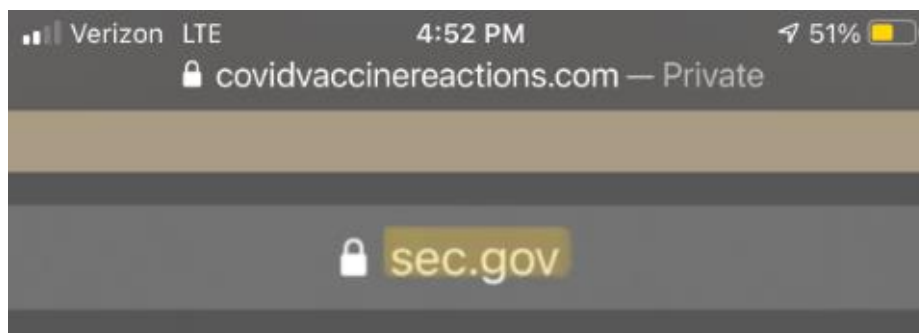 Verizon LTE 4:52 PM 51%
covidvaccinereactions.com — Private
sec.gov